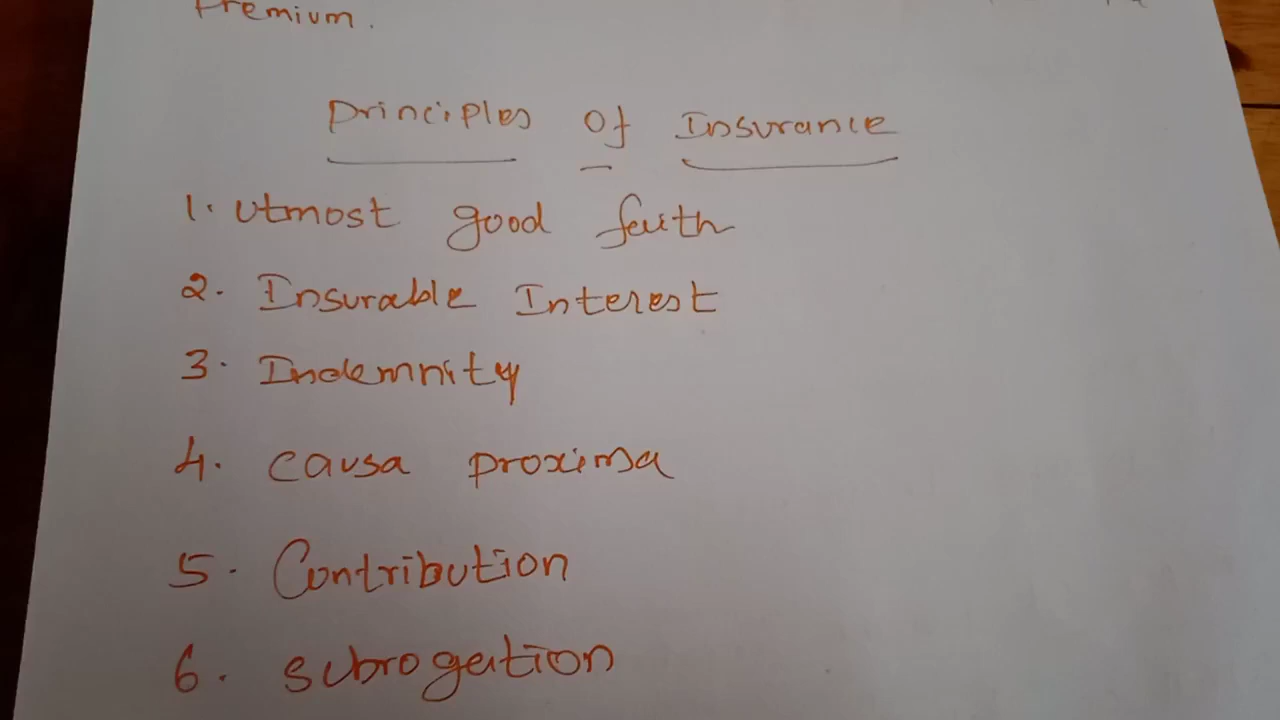 Premium.
Principles of Insurance
1. Utmost good faith
2. Insurable Interest
3. Indemnity
4. causa proxima
5. Contribution
6. subrogation